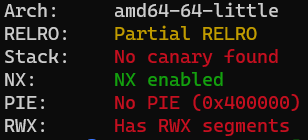 Arch: amd64-64-little
RELRO: Partial RELRO
Stack: No canary found
NX: NX enabled
PIE: No PIE (0x400000)
RWX: Has RWX segments